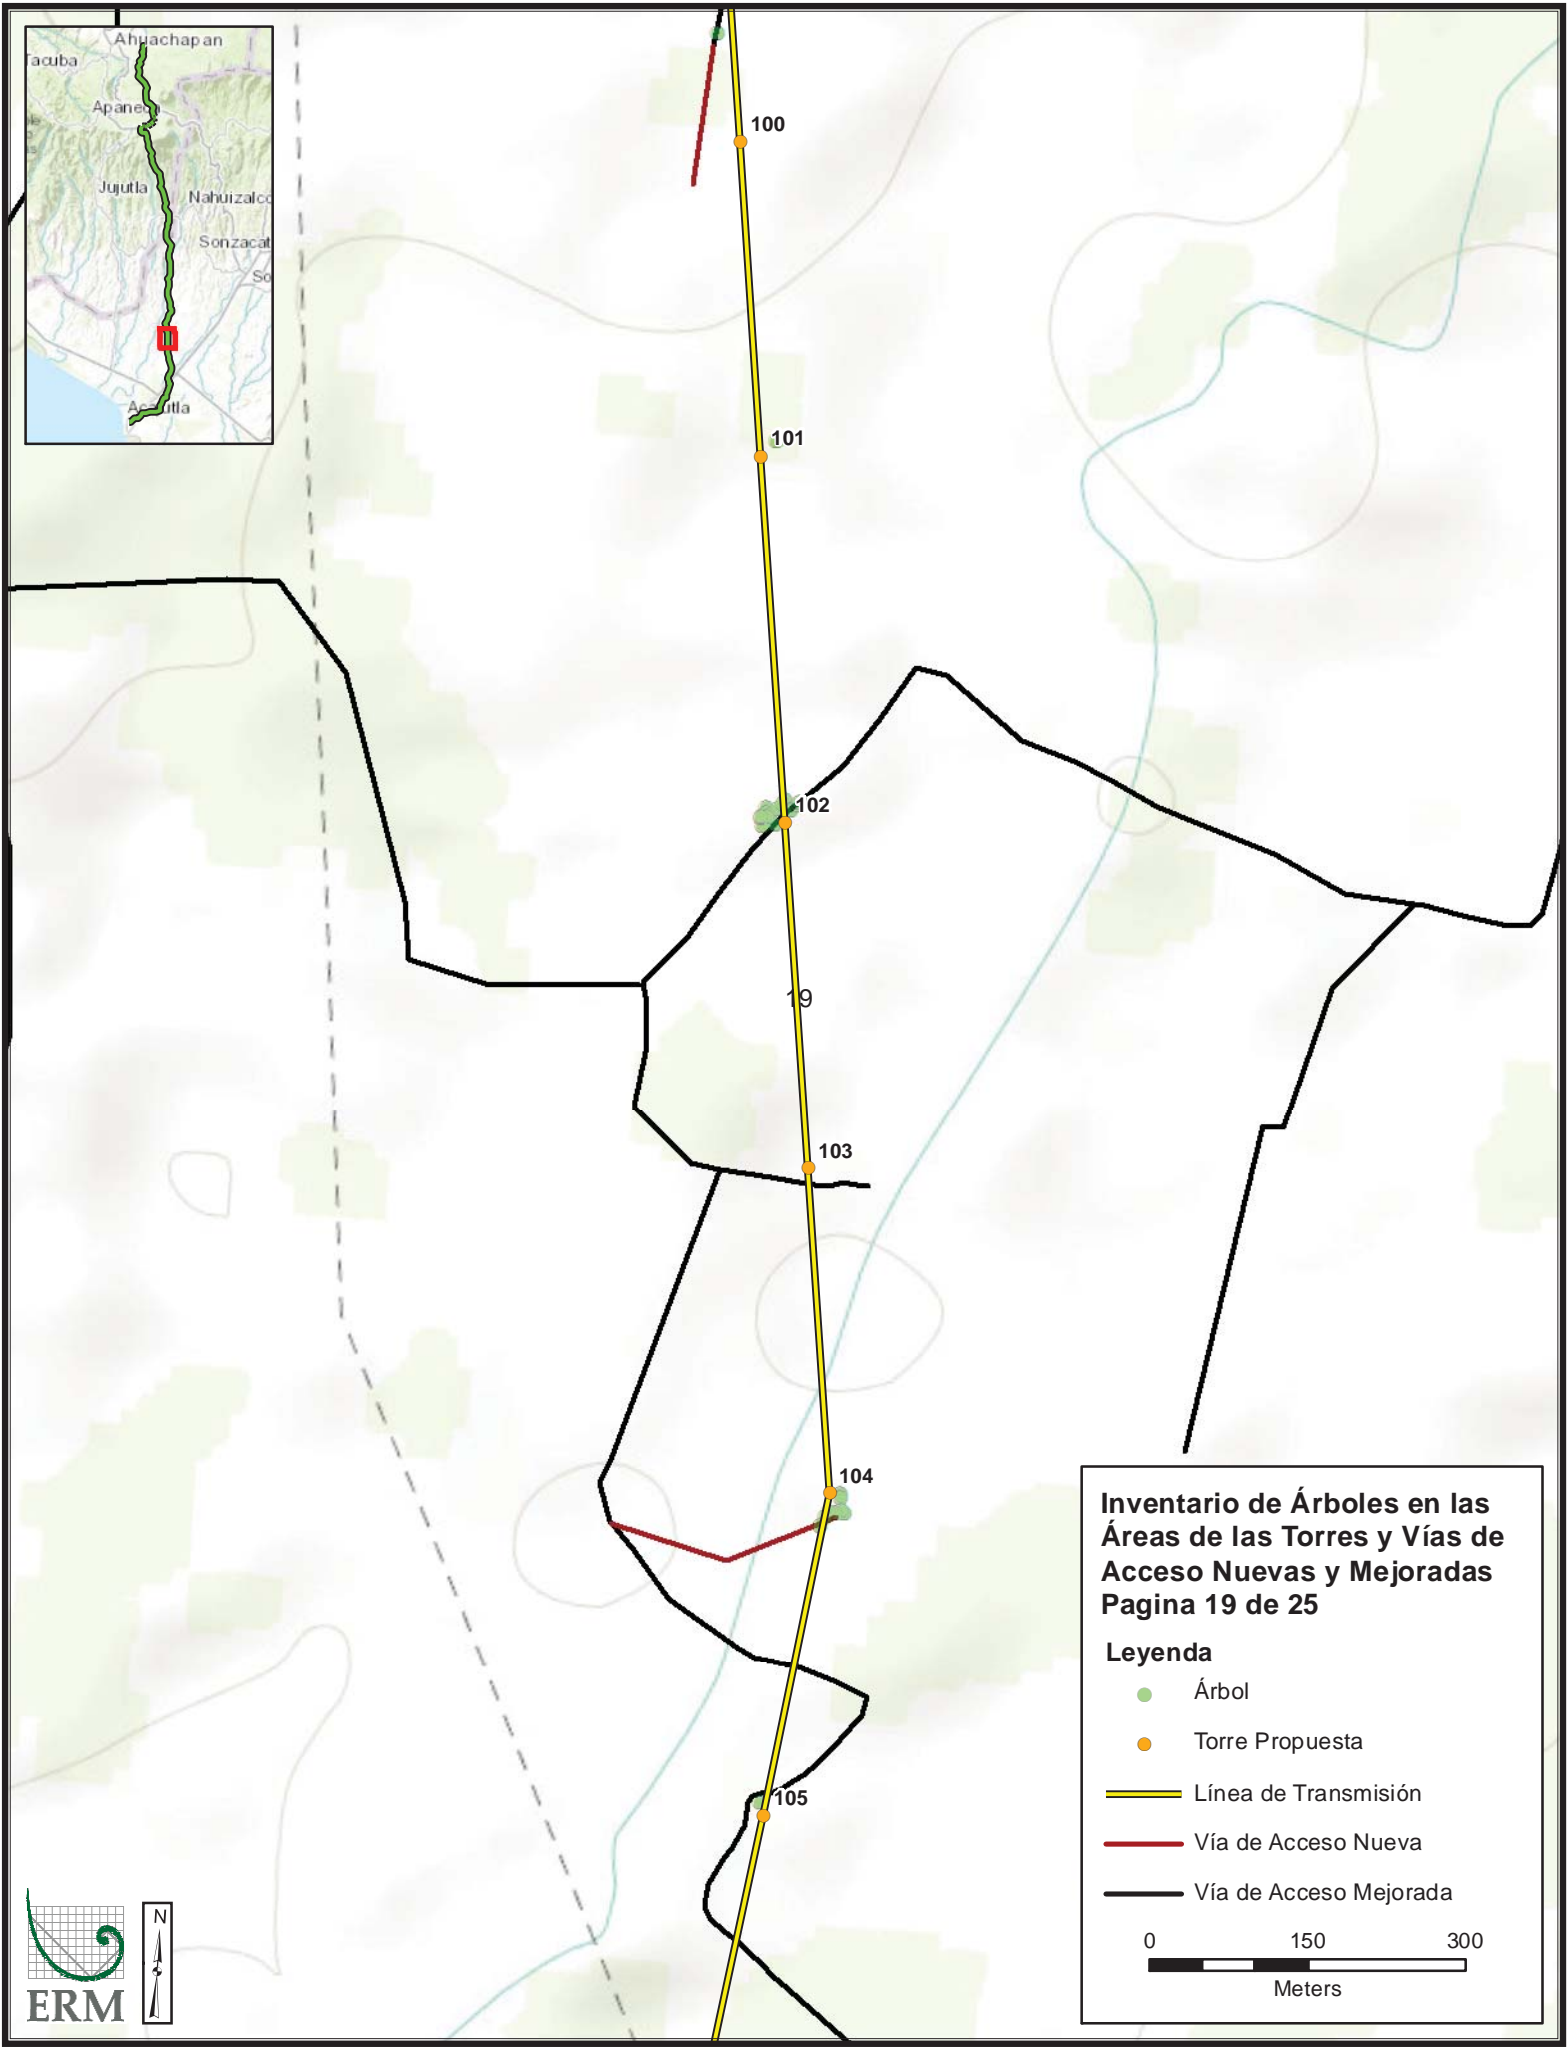 Ahuachapan
Tacuba
Jujutla
Nahuizalco
100
101
102
19
103
104
105
Inventario de Árboles en las
Áreas de las Torres y Vías de
Acceso Nuevas y Mejoradas
Pagina 19 de 25
Leyenda
Árbol
Torre Propuesta
Línea de Transmisión
Vía de Acceso Nueva
Vía de Acceso Mejorada
0 150 300
Meters
N
ERM